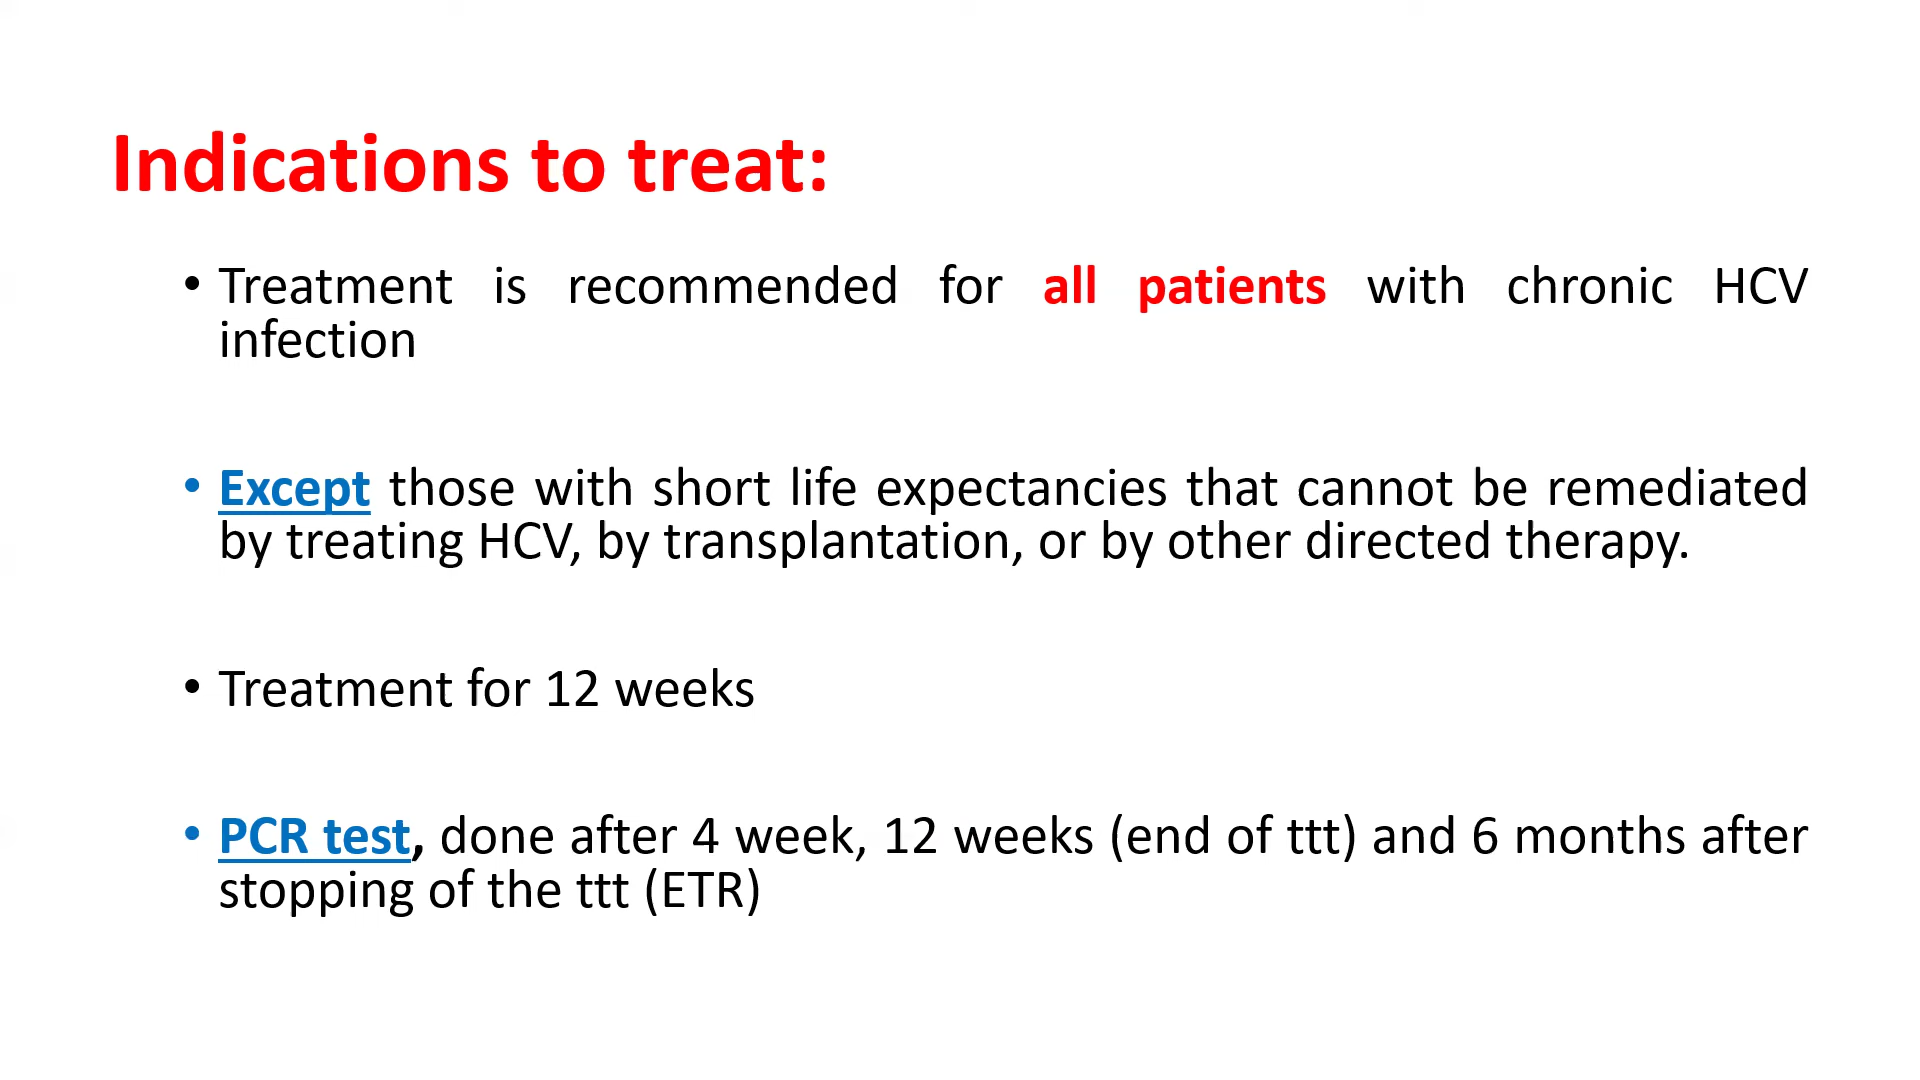 Indications to treat:
• Treatment is recommended for all patients with chronic HCV
infection
• Except those with short life expectancies that cannot be remediated
by treating HCV, by transplantation, or by other directed therapy.
• Treatment for 12 weeks
• PCR test, done after 4 week, 12 weeks (end of ttt) and 6 months after
stopping of the ttt (ETR)